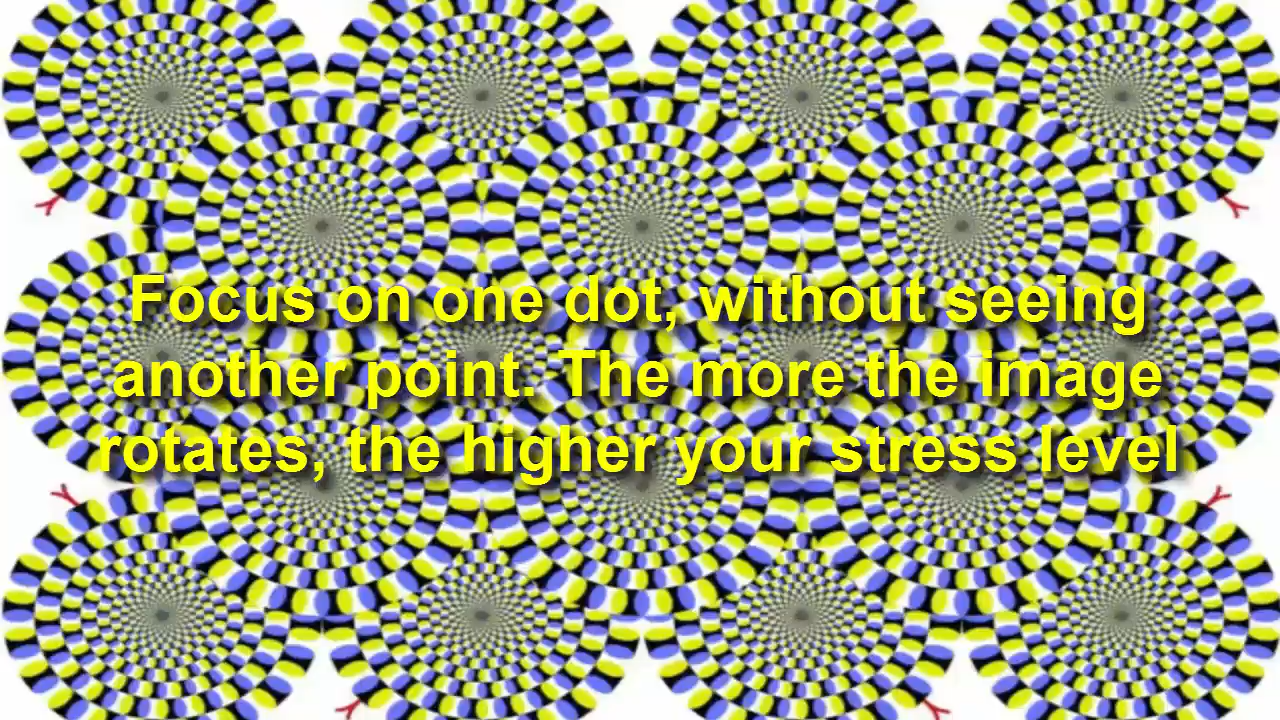 Focus on one dot, without seeing
another point. The more the image
rotates, the higher your stress level